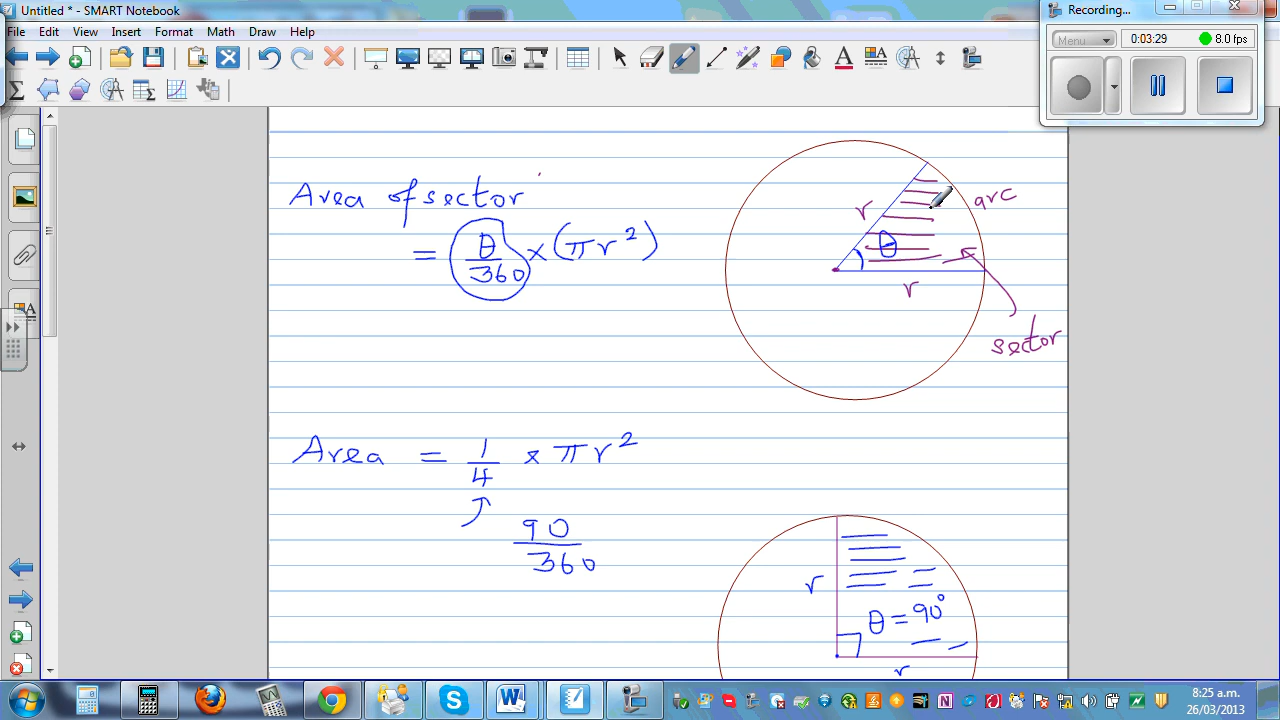 Untitled * - SMART Notebook
File Edit View Insert Format Math Draw Help
Recording...
Menu 0:03:29 8.0 fps
Area of sector
= θ/360 × (πr²)
r
θ
arc
r
sector
Area = 1/4 × πr²
90/360
r
θ = 90°
r
8:25 a.m.
26/03/2013